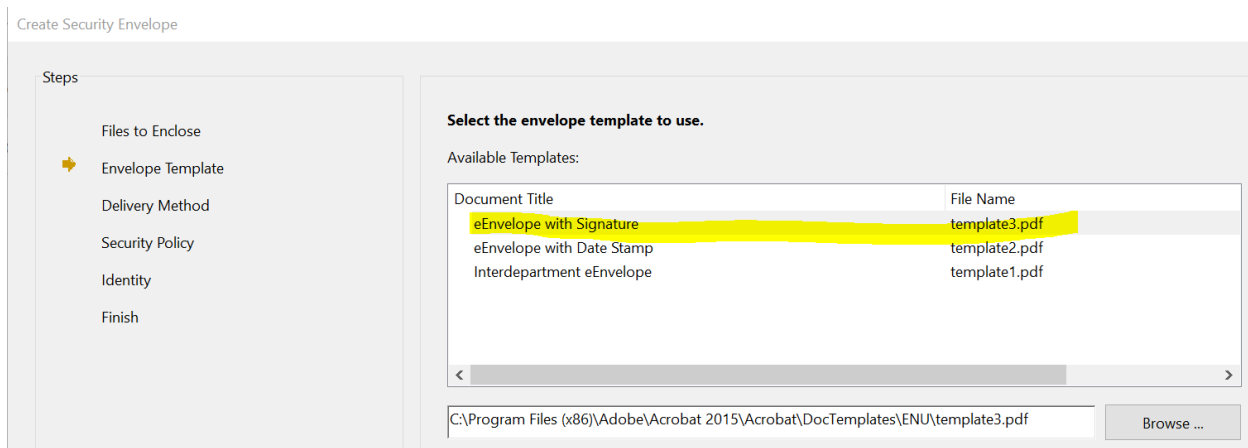 Create Security Envelope
Steps
Files to Enclose
Envelope Template
Delivery Method
Security Policy
Identity
Finish
Select the envelope template to use.
Available Templates:
Document Title File Name
eEnvelope with Signature template3.pdf
eEnvelope with Date Stamp template2.pdf
Interdepartment eEnvelope template1.pdf
C:\Program Files (x86)\Adobe\Acrobat 2015\Acrobat\DocTemplates\ENU\template3.pdf
Browse ...